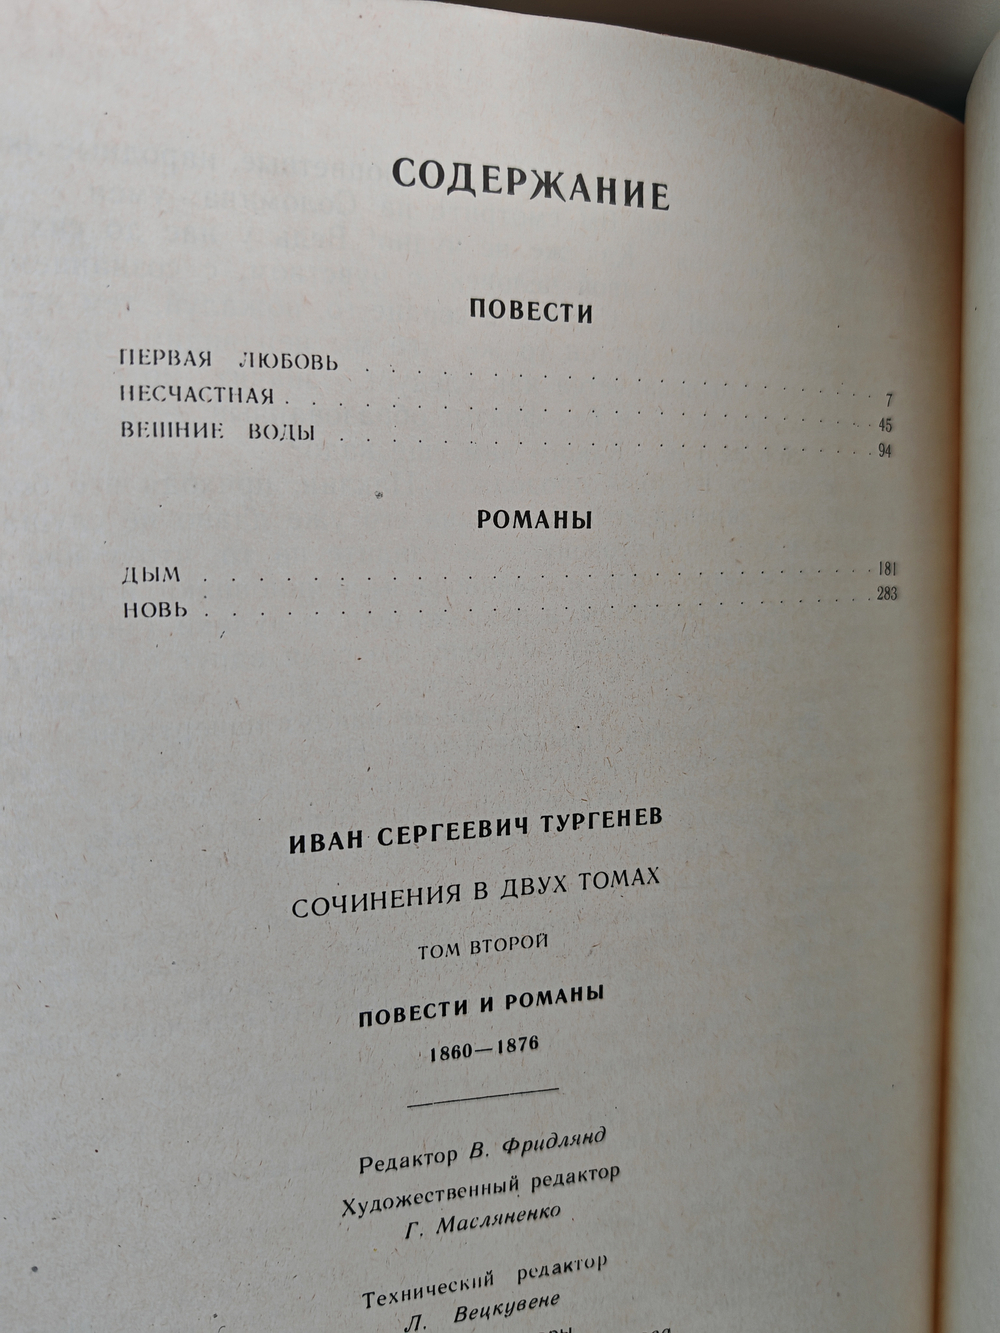 СОДЕРЖАНИЕ
ПОВЕСТИ
ПЕРВАЯ ЛЮБОВЬ . . . . . . . . . . . . . . . . . . . . 7
НЕСЧАСТНАЯ . . . . . . . . . . . . . . . . . . . . . . 45
ВЕШНИЕ ВОДЫ . . . . . . . . . . . . . . . . . . . . . 94
РОМАНЫ
ДЫМ . . . . . . . . . . . . . . . . . . . . . . . . . 181
НОВЬ . . . . . . . . . . . . . . . . . . . . . . . . . 283
ИВАН СЕРГЕЕВИЧ ТУРГЕНЕВ
СОЧИНЕНИЯ В ДВУХ ТОМАХ
ТОМ ВТОРОЙ
ПОВЕСТИ И РОМАНЫ
1860—1876
Редактор В. Фридлянд
Художественный редактор
Г. Масляненко
Технический редактор
Л. Вецкувене